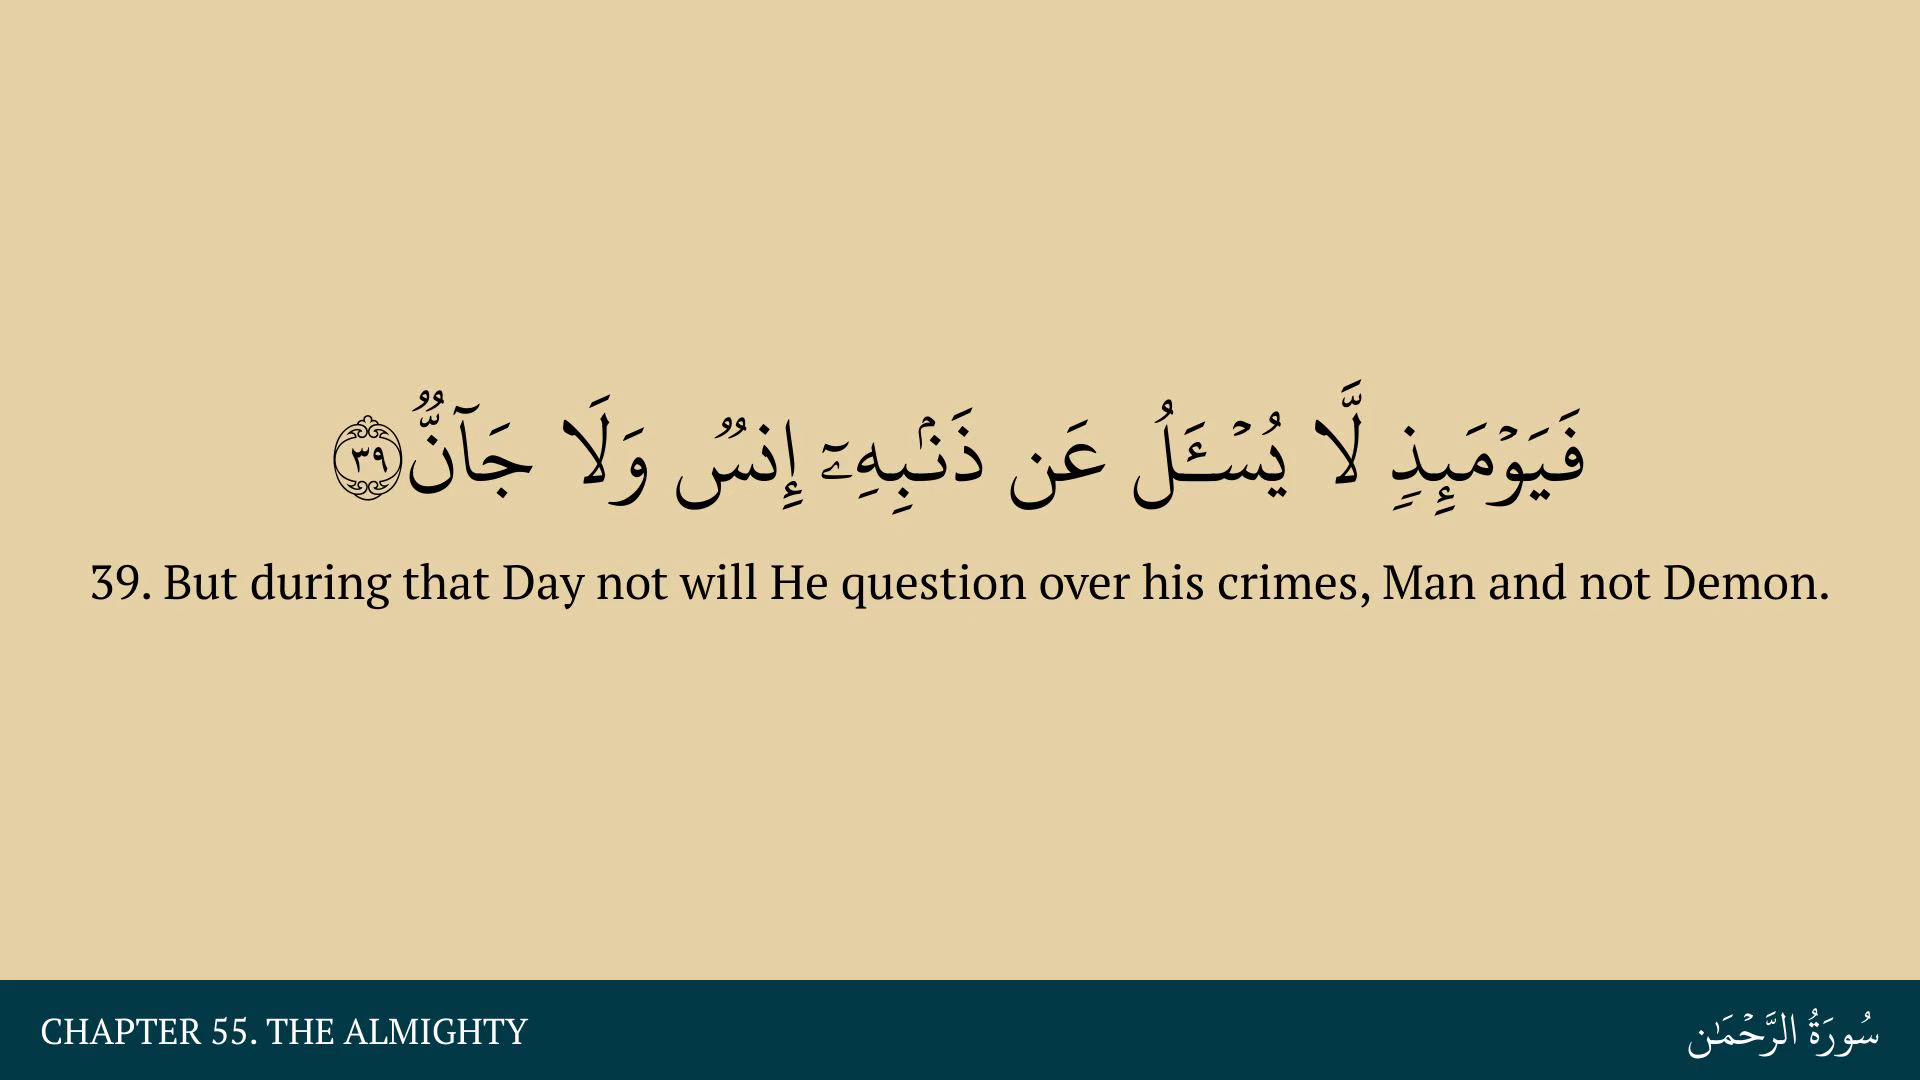 فَيَوْمَئِذٍ لَّا يُسْـَٔلُ عَن ذَنۢبِهِۦٓ إِنسٌ وَلَا جَآنٌّ ٣٩
39. But during that Day not will He question over his crimes, Man and not Demon.
CHAPTER 55. THE ALMIGHTY
سُورَةُ الرَّحْمَٰن